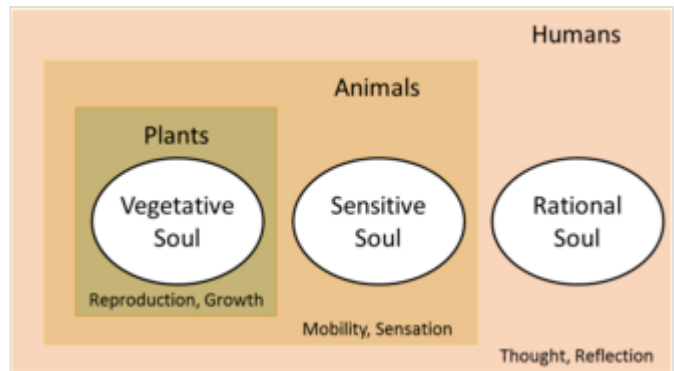 Humans
Animals
Plants
Vegetative
Soul
Sensitive
Soul
Rational
Soul
Reproduction, Growth
Mobility, Sensation
Thought, Reflection